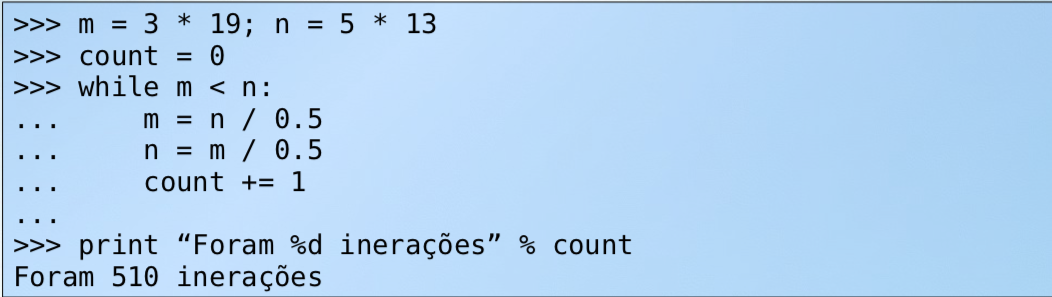 >>> m = 3 * 19; n = 5 * 13
>>> count = 0
>>> while m < n:
...     m = n / 0.5
...     n = m / 0.5
...     count += 1
...
>>> print “Foram %d inerações” % count
Foram 510 inerações